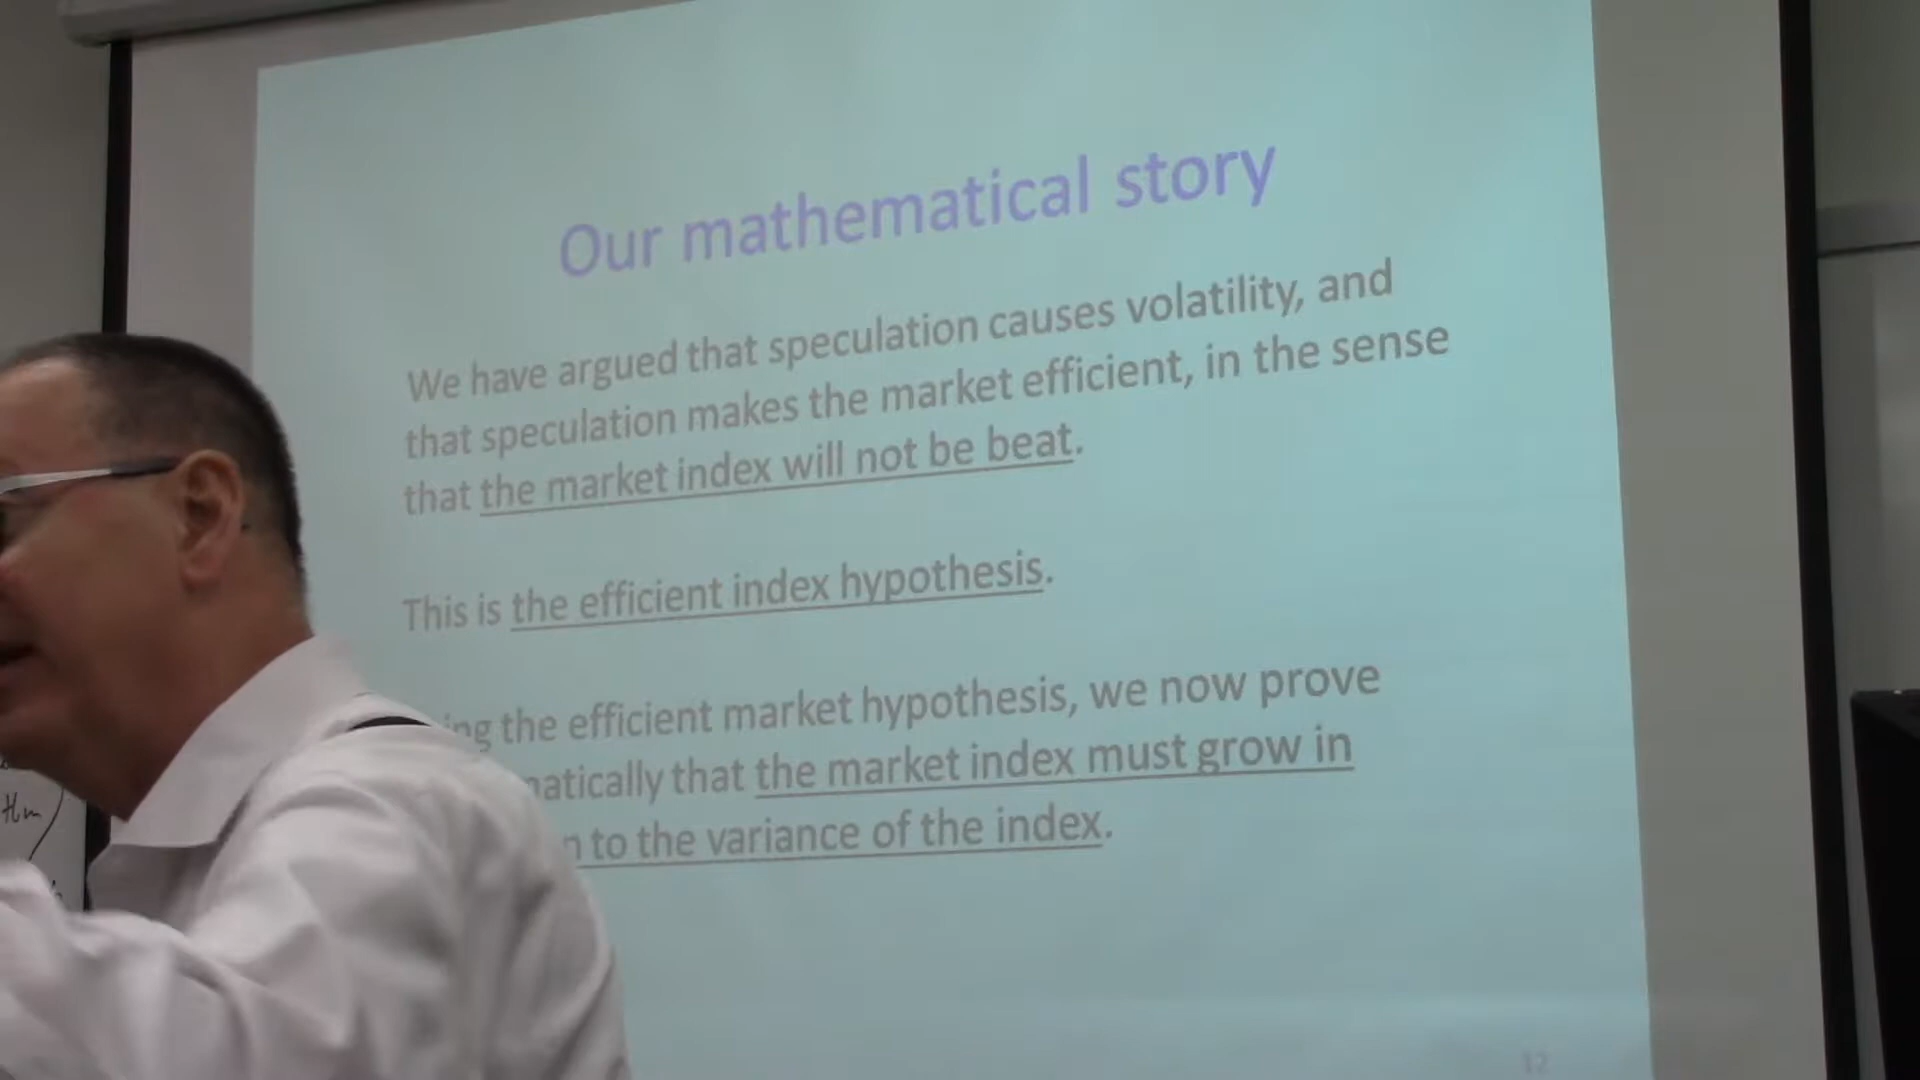 Our mathematical story
We have argued that speculation causes volatility, and
that speculation makes the market efficient, in the sense
that the market index will not be beat.
This is the efficient index hypothesis.
the efficient market hypothesis, we now prove
that the market index must grow in
to the variance of the index.
12